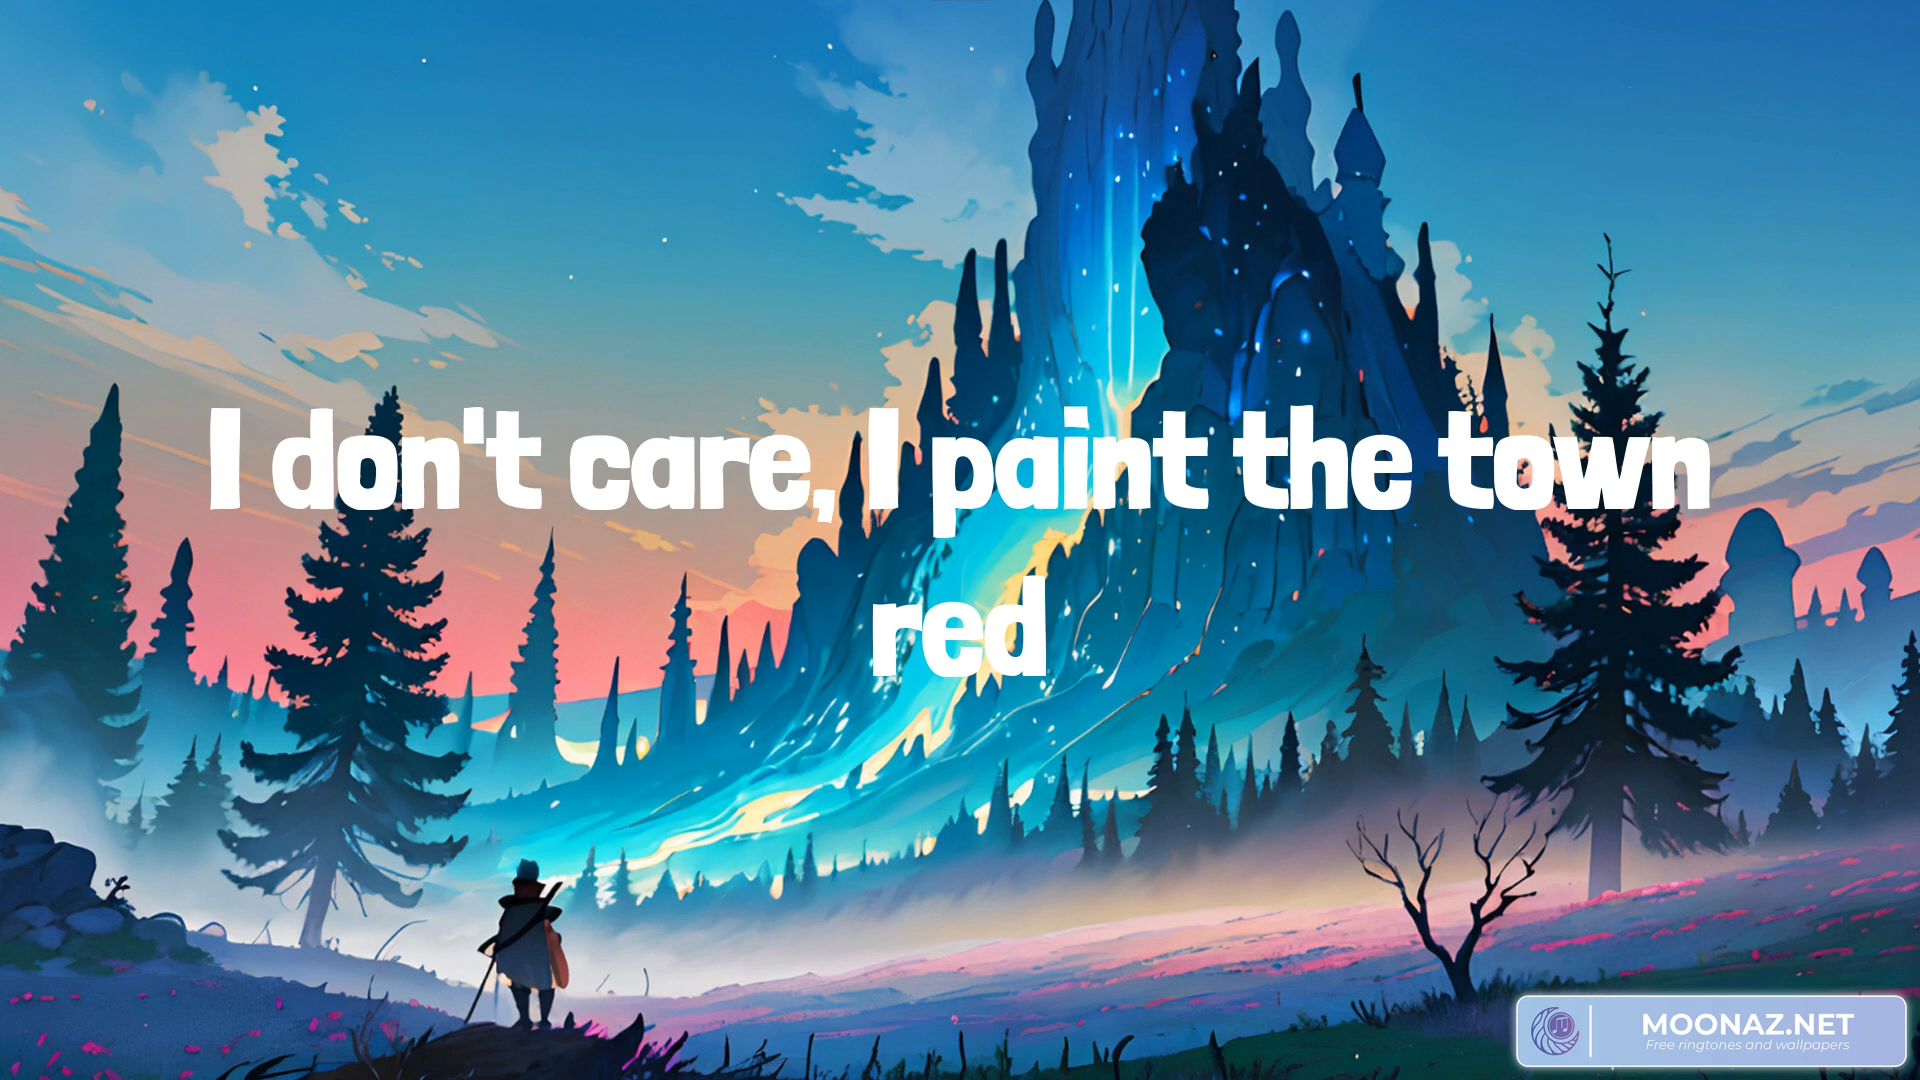 I don't care, I paint the town
red
MOONAZ.NET
Free ringtones and wallpapers